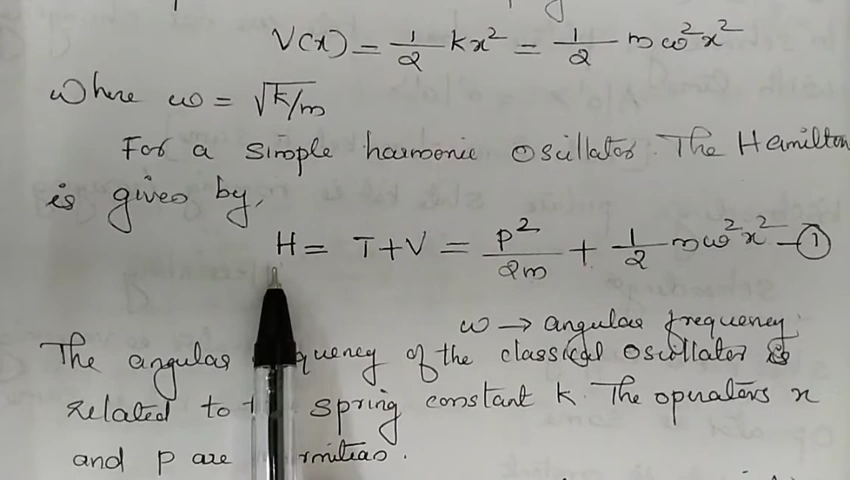 V(x) = 1/2 kx² = 1/2 mω²x²
where ω = √k/m
For a simple harmonic oscillator. The Hamilton
is given by,
H = T+V = p²/2m + 1/2 mω²x² — ①
ω → angular frequency.
The angular quency of the classical oscillator is
related to t spring constant k. The operators x
and p are rmitian.